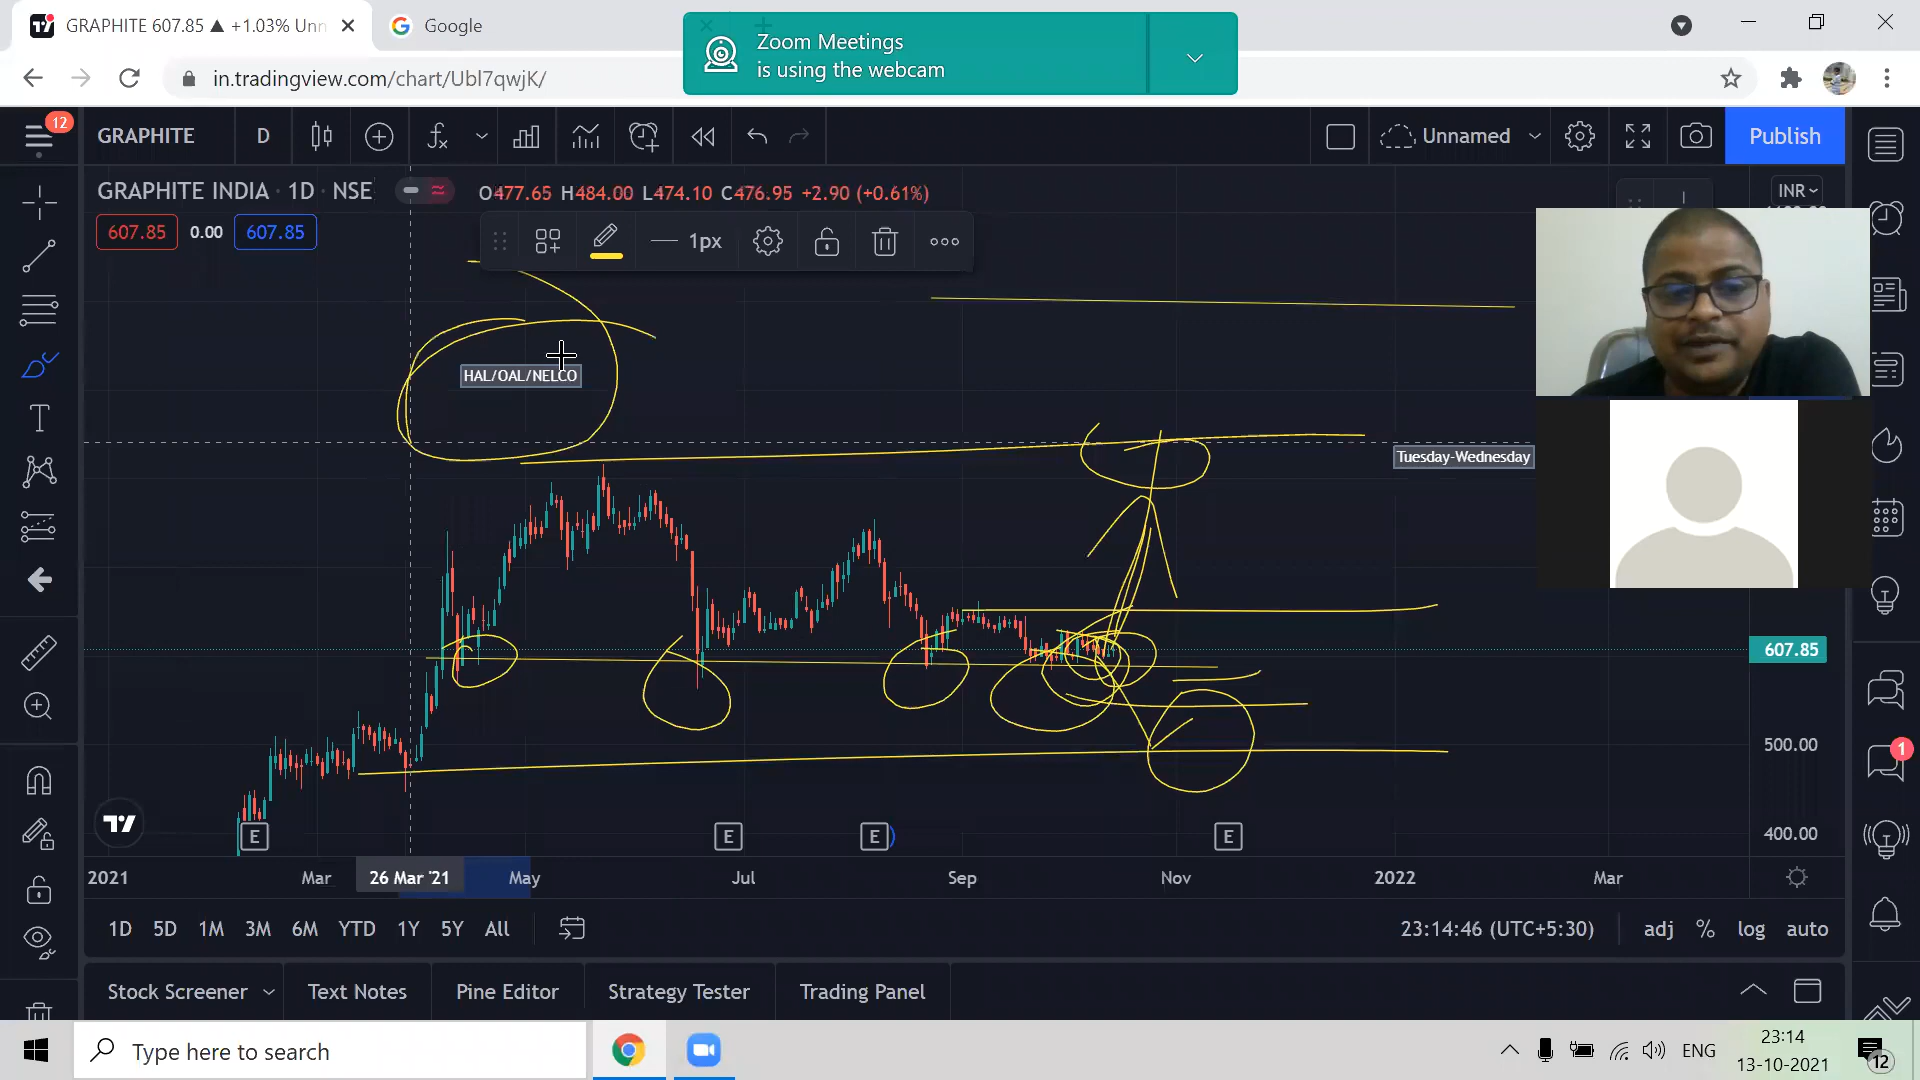 GRAPHITE 607.85 ▲ +1.03% Unn
Google
Zoom Meetings
is using the webcam
in.tradingview.com/chart/Ubl7qwjK/
12
GRAPHITE
D
Unnamed
Publish
GRAPHITE INDIA · 1D · NSE
O477.65 H484.00 L474.10 C476.95 +2.90 (+0.61%)
INR
607.85 0.00 607.85
1px
HAL/OAL/NELCO
Tuesday-Wednesday
607.85
500.00
1
400.00
E E E E
2021 Mar 26 Mar '21 May Jul Sep Nov 2022 Mar
1D 5D 1M 3M 6M YTD 1Y 5Y All
23:14:46 (UTC+5:30) adj % log auto
Stock Screener Text Notes Pine Editor Strategy Tester Trading Panel
Type here to search
ENG
23:14
13-10-2021
12